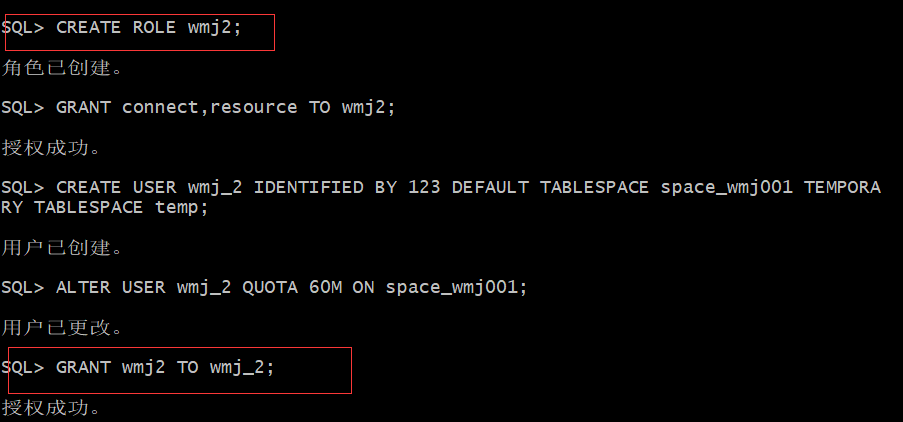 SQL> CREATE ROLE wmj2;
角色已创建。
SQL> GRANT connect,resource TO wmj2;
授权成功。
SQL> CREATE USER wmj_2 IDENTIFIED BY 123 DEFAULT TABLESPACE space_wmj001 TEMPORA
RY TABLESPACE temp;
用户已创建。
SQL> ALTER USER wmj_2 QUOTA 60M ON space_wmj001;
用户已更改。
SQL> GRANT wmj2 TO wmj_2;
授权成功。